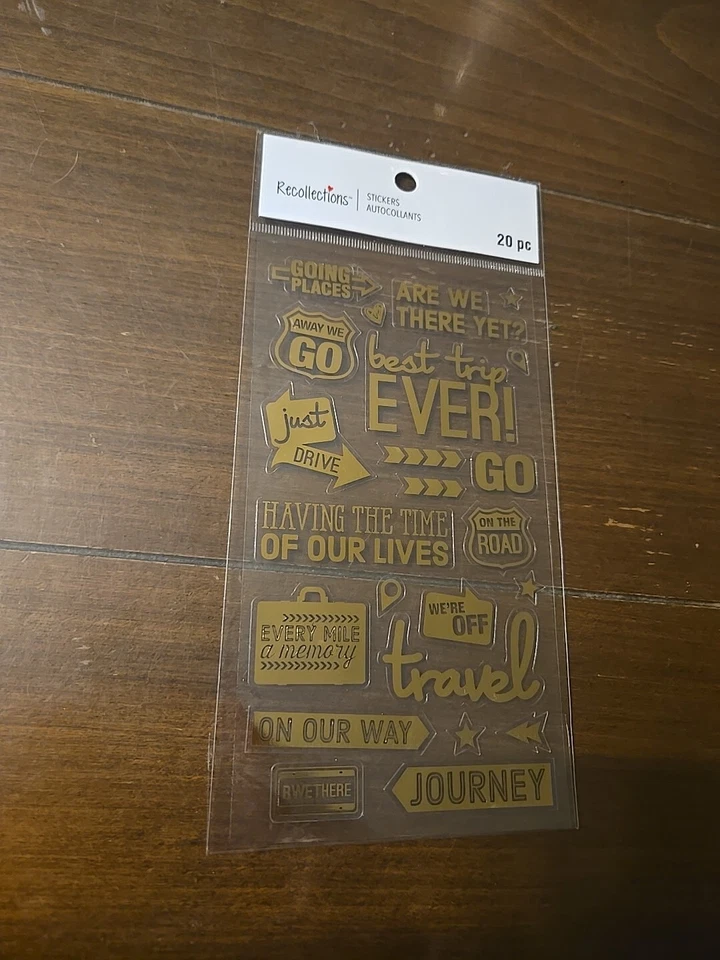 Recollections™
STICKERS
AUTOCOLLANTS
20 pc
GOING
PLACES
ARE WE
THERE YET?
AWAY WE
GO
best trip
EVER!
just
DRIVE
GO
HAVING THE TIME
OF OUR LIVES
ON THE
ROAD
EVERY MILE
a memory
WE'RE
OFF
travel
ON OUR WAY
RWETHERE
JOURNEY